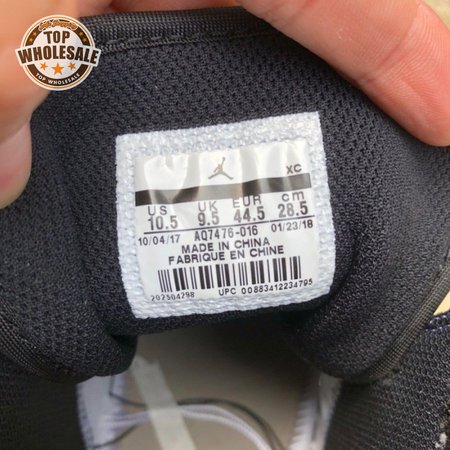 TOP
WHOLESALE
TOP WHOLESALE
XC
US UK EUR cm
10.5 9.5 44.5 28.5
10/04/17 AQ7476-016 01/23/18
MADE IN CHINA
FABRIQUE EN CHINE
202504298 UPC 00883412234795